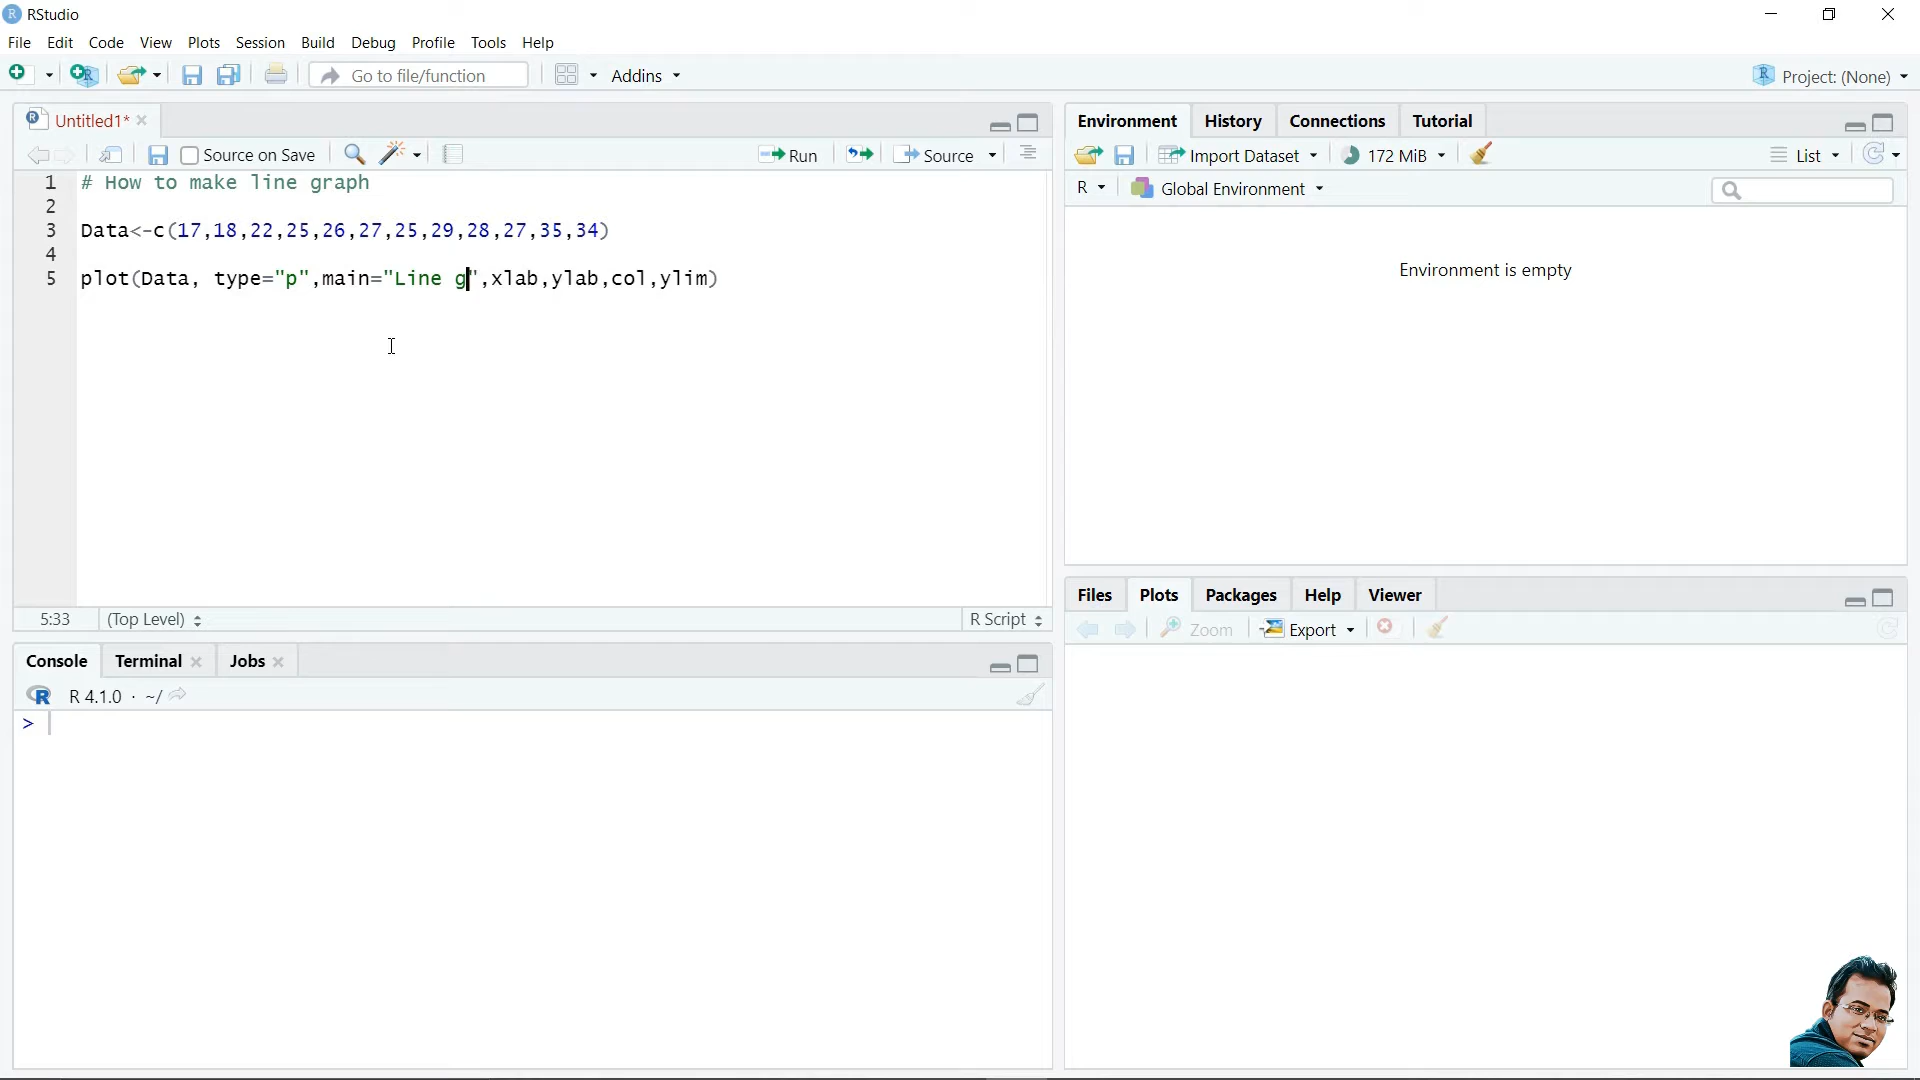 RStudio
File Edit Code View Plots Session Build Debug Profile Tools Help
Go to file/function Addins Project: (None)
Untitled1*
Source on Save Run Source
1 # How to make line graph
2
3 Data<-c(17,18,22,25,26,27,25,29,28,27,35,34)
4
5 plot(Data, type="p",main="Line g",xlab,ylab,col,ylim)
5:33 (Top Level) R Script
Console Terminal Jobs
R 4.1.0 · ~/
>
Environment History Connections Tutorial
Import Dataset 172 MiB List
R Global Environment
Environment is empty
Files Plots Packages Help Viewer
Zoom Export